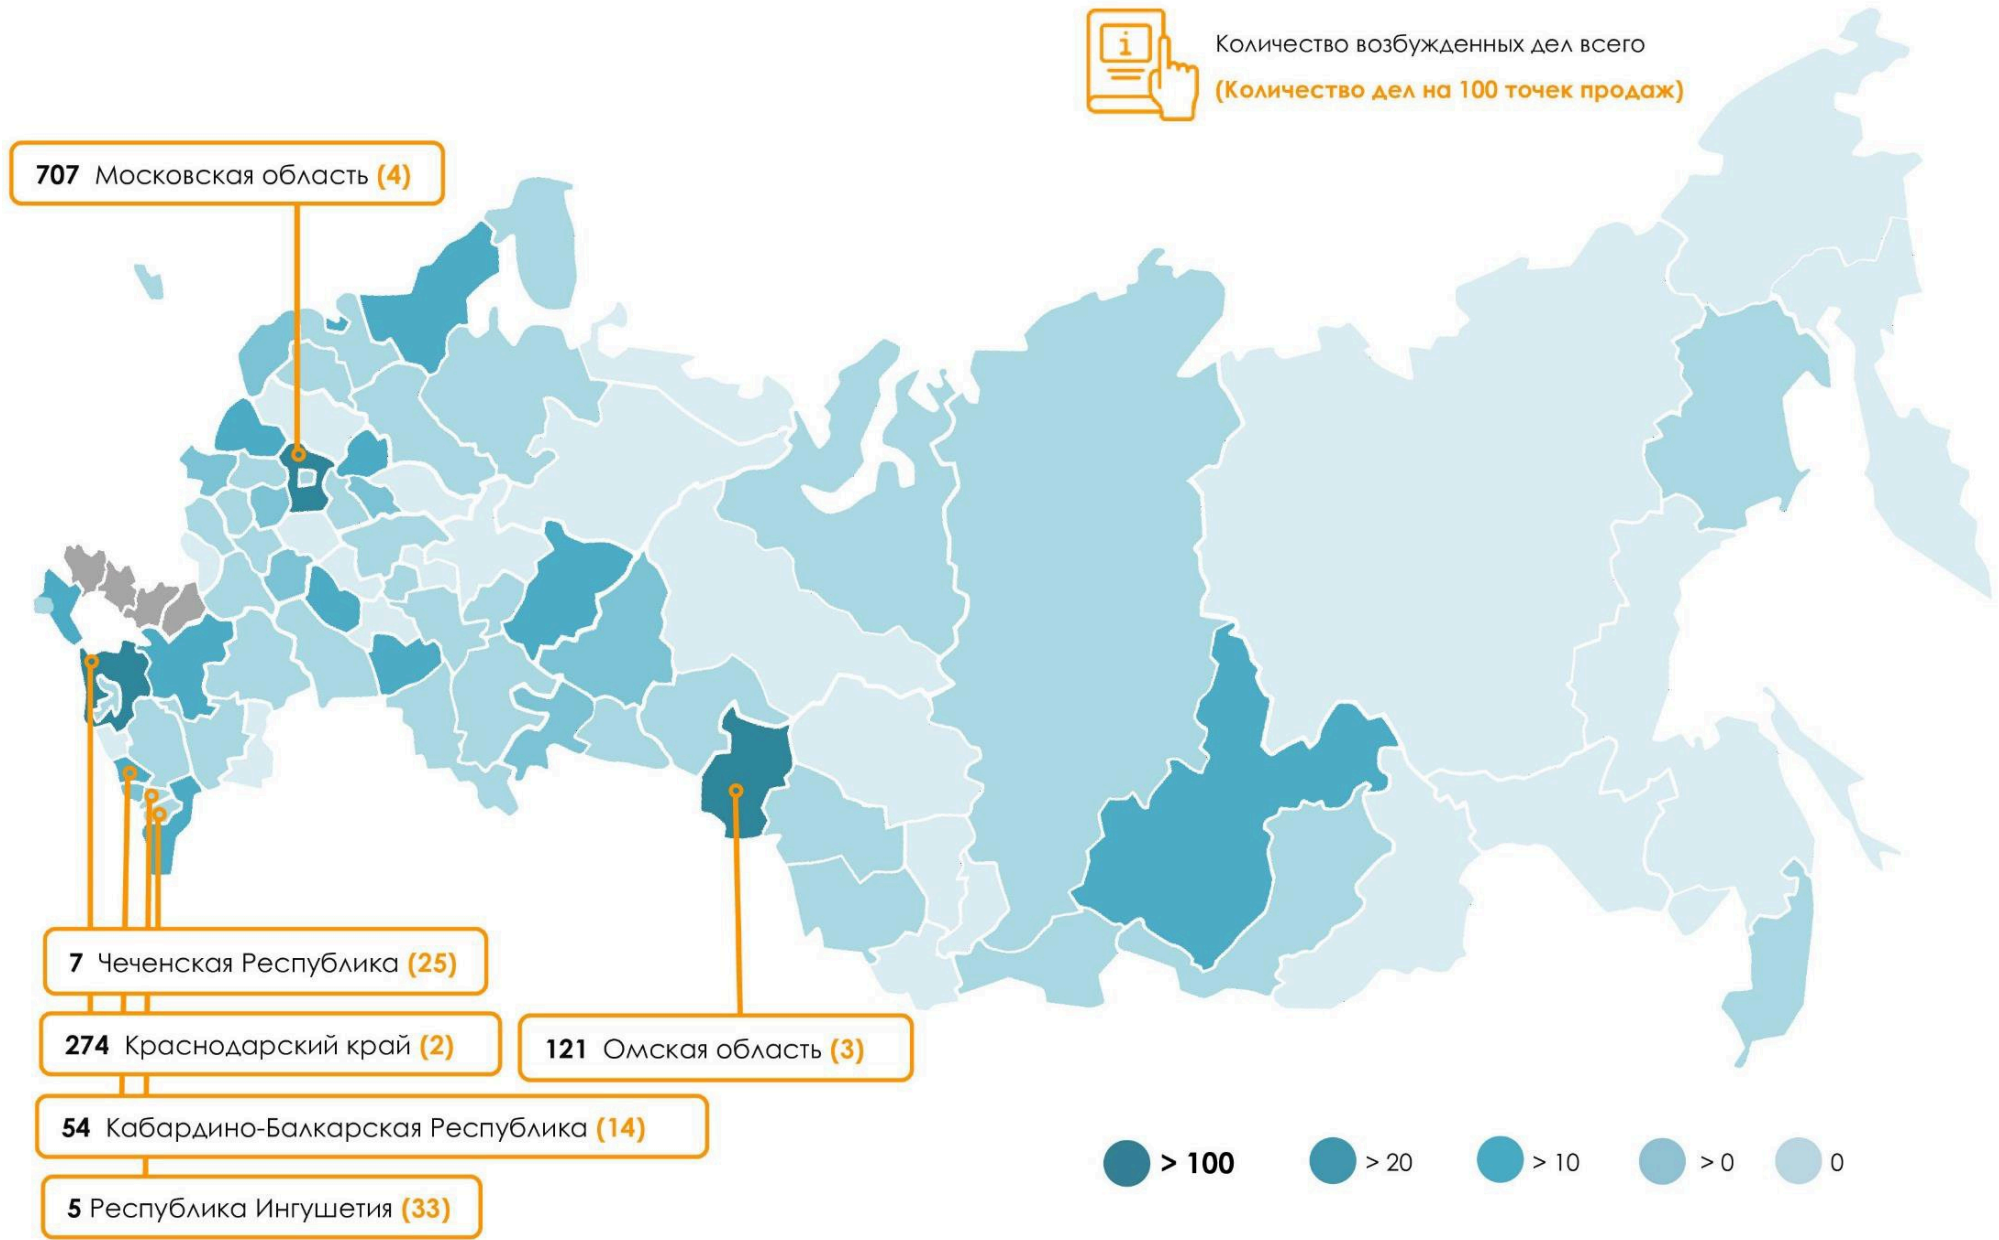 i
Количество возбужденных дел всего
(Количество дел на 100 точек продаж)
707 Московская область (4)
7 Чеченская Республика (25)
274 Краснодарский край (2)
121 Омская область (3)
54 Кабардино-Балкарская Республика (14)
5 Республика Ингушетия (33)
> 100
> 20
> 10
> 0
0